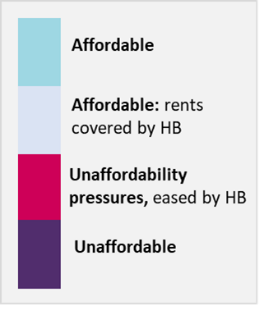 Affordable
Affordable: rents
covered by HB
Unaffordability
pressures, eased by HB
Unaffordable